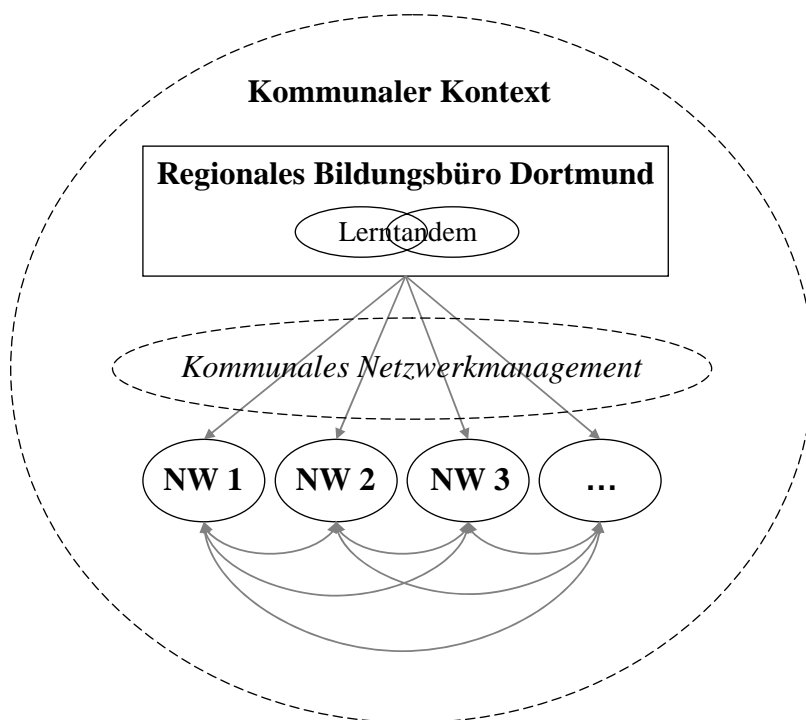 Kommunaler Kontext
Regionales Bildungsbüro Dortmund
Lerntandem
Kommunales Netzwerkmanagement
NW 1
NW 2
NW 3
...